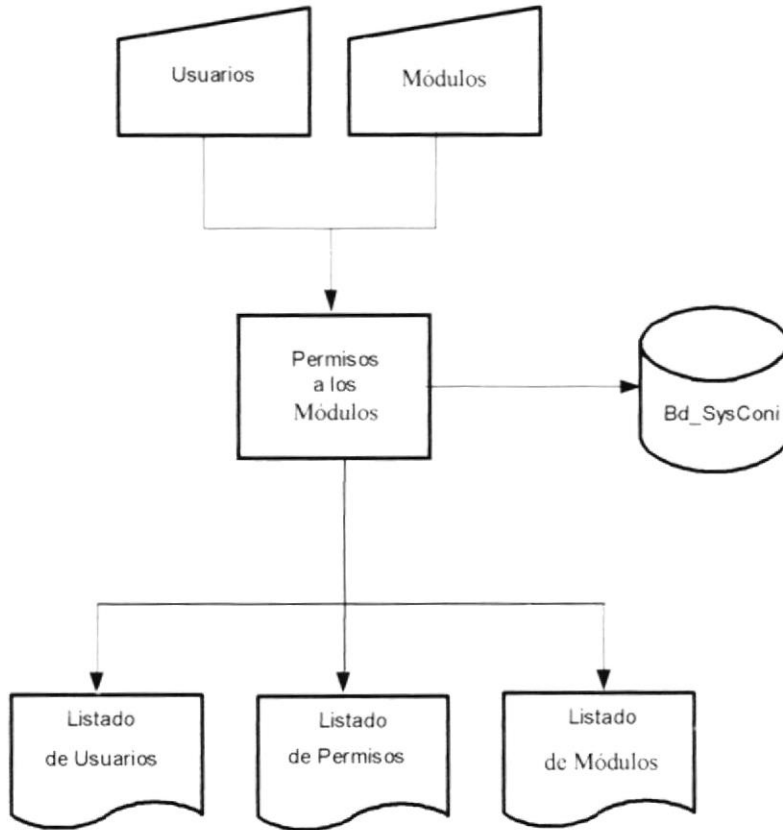 Usuarios
Módulos
Permisos
a los
Módulos
Bd_SysConi
Listado
de Usuarios
Listado
de Permisos
Listado
de Módulos